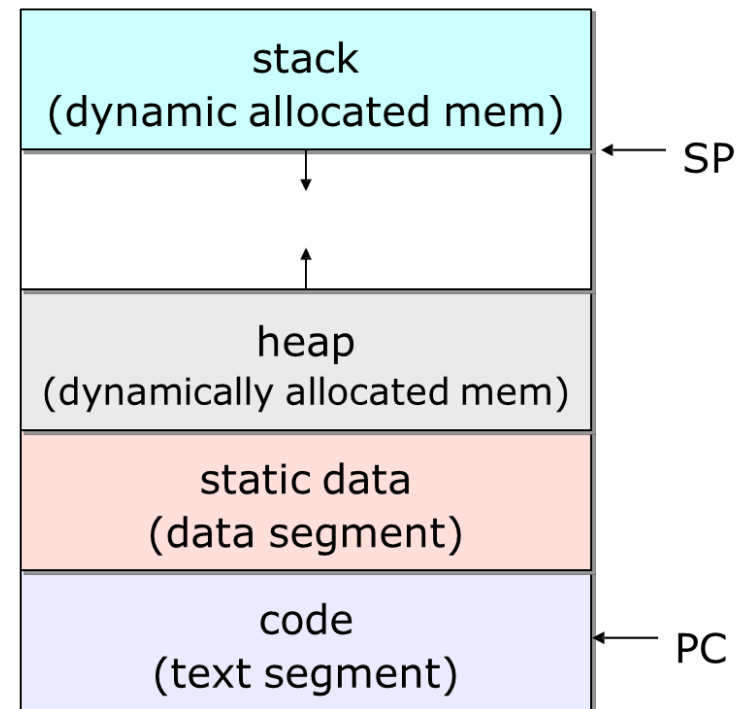 stack
(dynamic allocated mem)
SP
heap
(dynamically allocated mem)
static data
(data segment)
code
(text segment)
PC